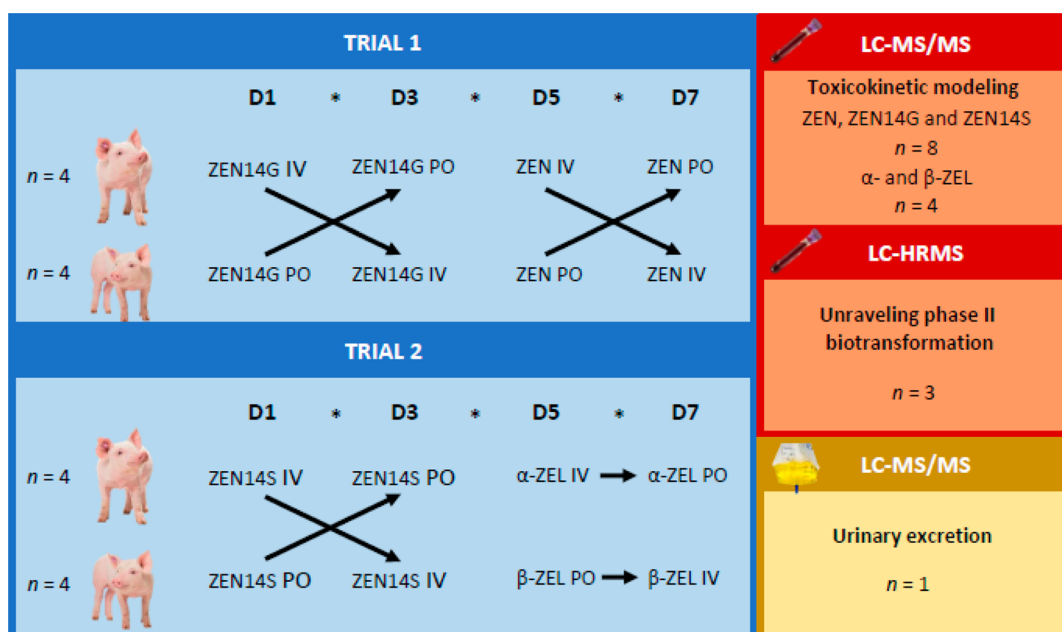 TRIAL 1
D1 * D3 * D5 * D7
n = 4 ZEN14G IV ZEN14G PO ZEN IV ZEN PO
n = 4 ZEN14G PO ZEN14G IV ZEN PO ZEN IV
TRIAL 2
D1 * D3 * D5 * D7
n = 4 ZEN14S IV ZEN14S PO α-ZEL IV α-ZEL PO
n = 4 ZEN14S PO ZEN14S IV β-ZEL PO β-ZEL IV
LC-MS/MS
Toxicokinetic modeling
ZEN, ZEN14G and ZEN14S
n = 8
α- and β-ZEL
n = 4
LC-HRMS
Unraveling phase II
biotransformation
n = 3
LC-MS/MS
Urinary excretion
n = 1